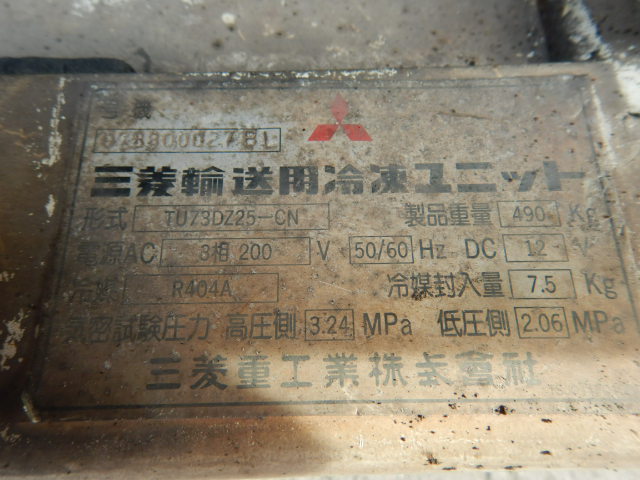 三菱輸送用冷凍ユニット
形式 TU73DZ25-CN 製品重量 490 Kg
電源AC 3相 200 V 50/60 Hz DC 12 V
冷媒 R404A 冷媒封入量 7.5 Kg
気密試験圧力 高圧側 3.24 MPa 低圧側 2.06 MPa
三菱重工業株式會社